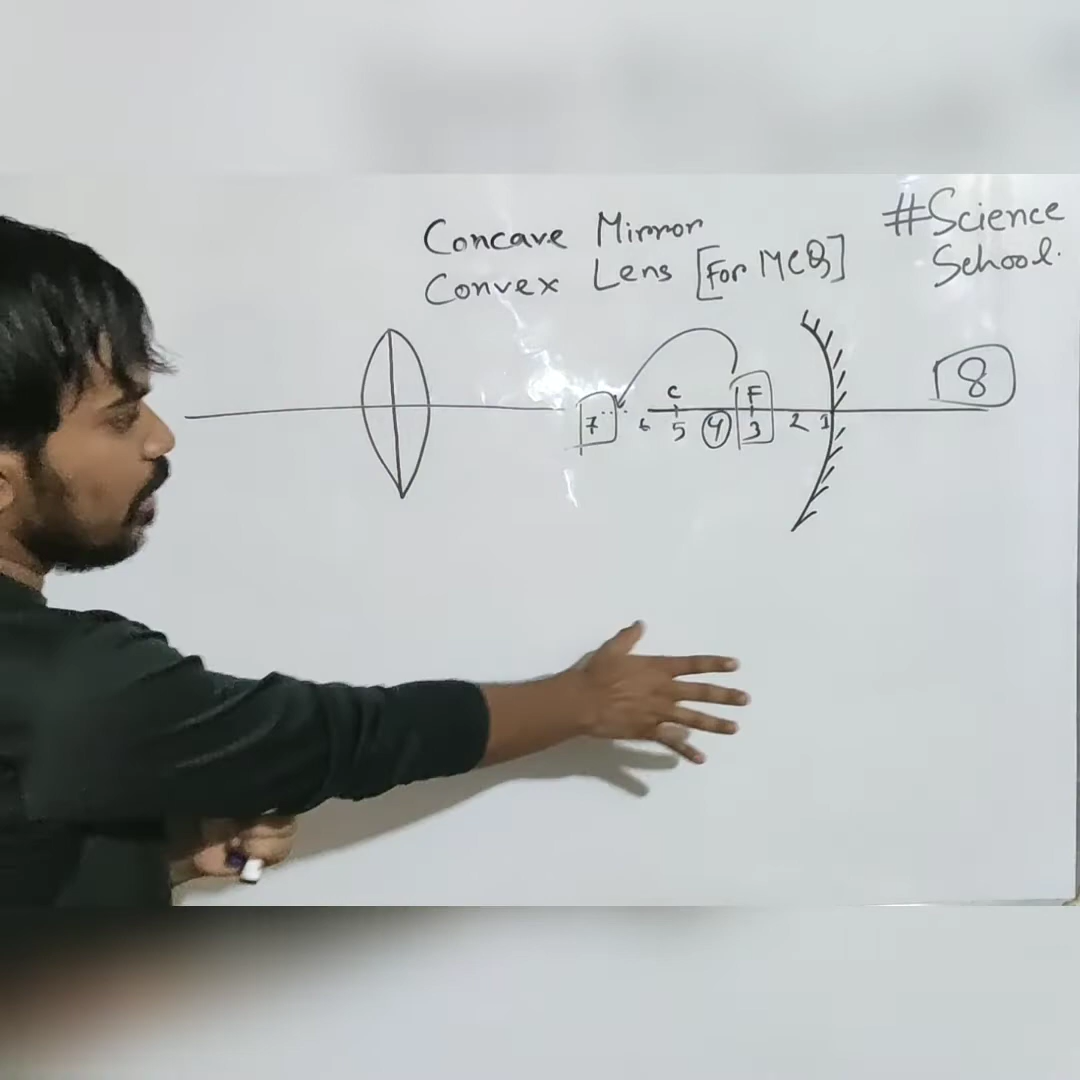 Concave Mirror
Convex Lens [For MCQ]
#Science
School.
8
C F
7 6 5 4 3 2 1